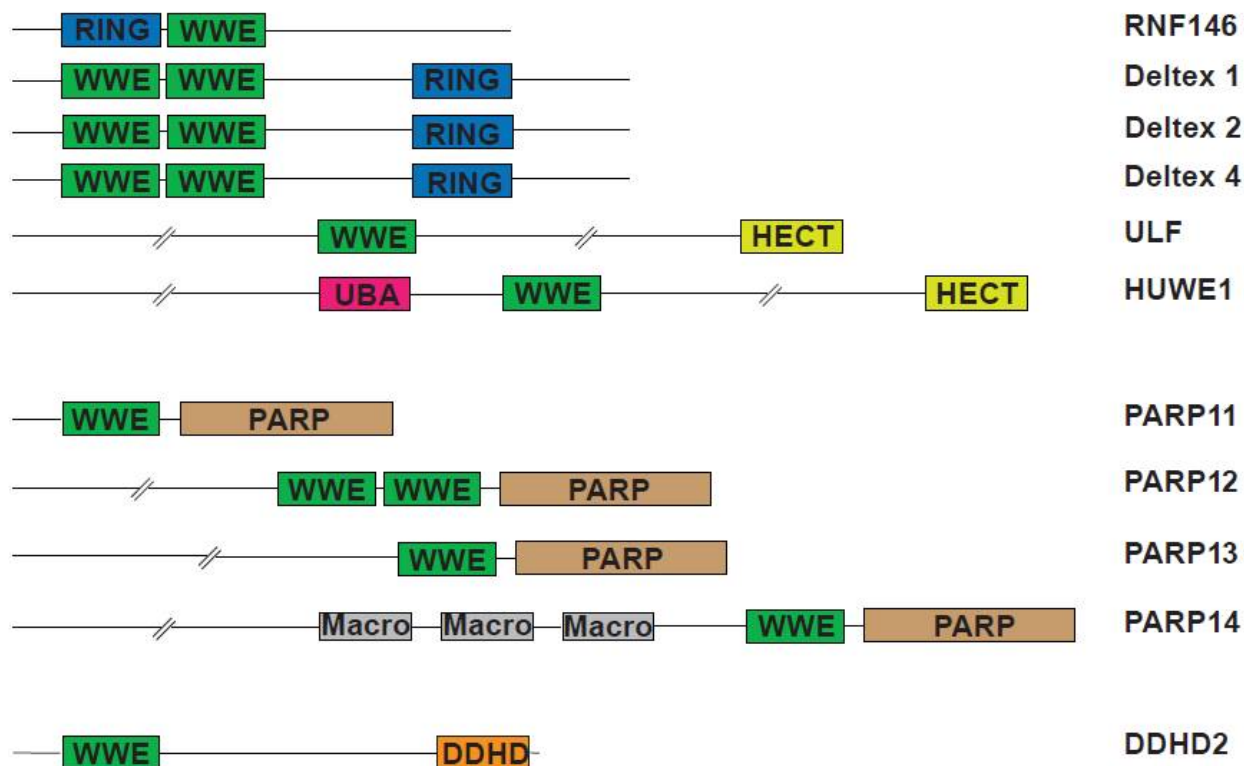 RING WWE RNF146
WWE WWE RING Deltex 1
WWE WWE RING Deltex 2
WWE WWE RING Deltex 4
WWE HECT ULF
UBA WWE HECT HUWE1
WWE PARP PARP11
WWE WWE PARP PARP12
WWE PARP PARP13
Macro Macro Macro WWE PARP PARP14
WWE DDHD DDHD2